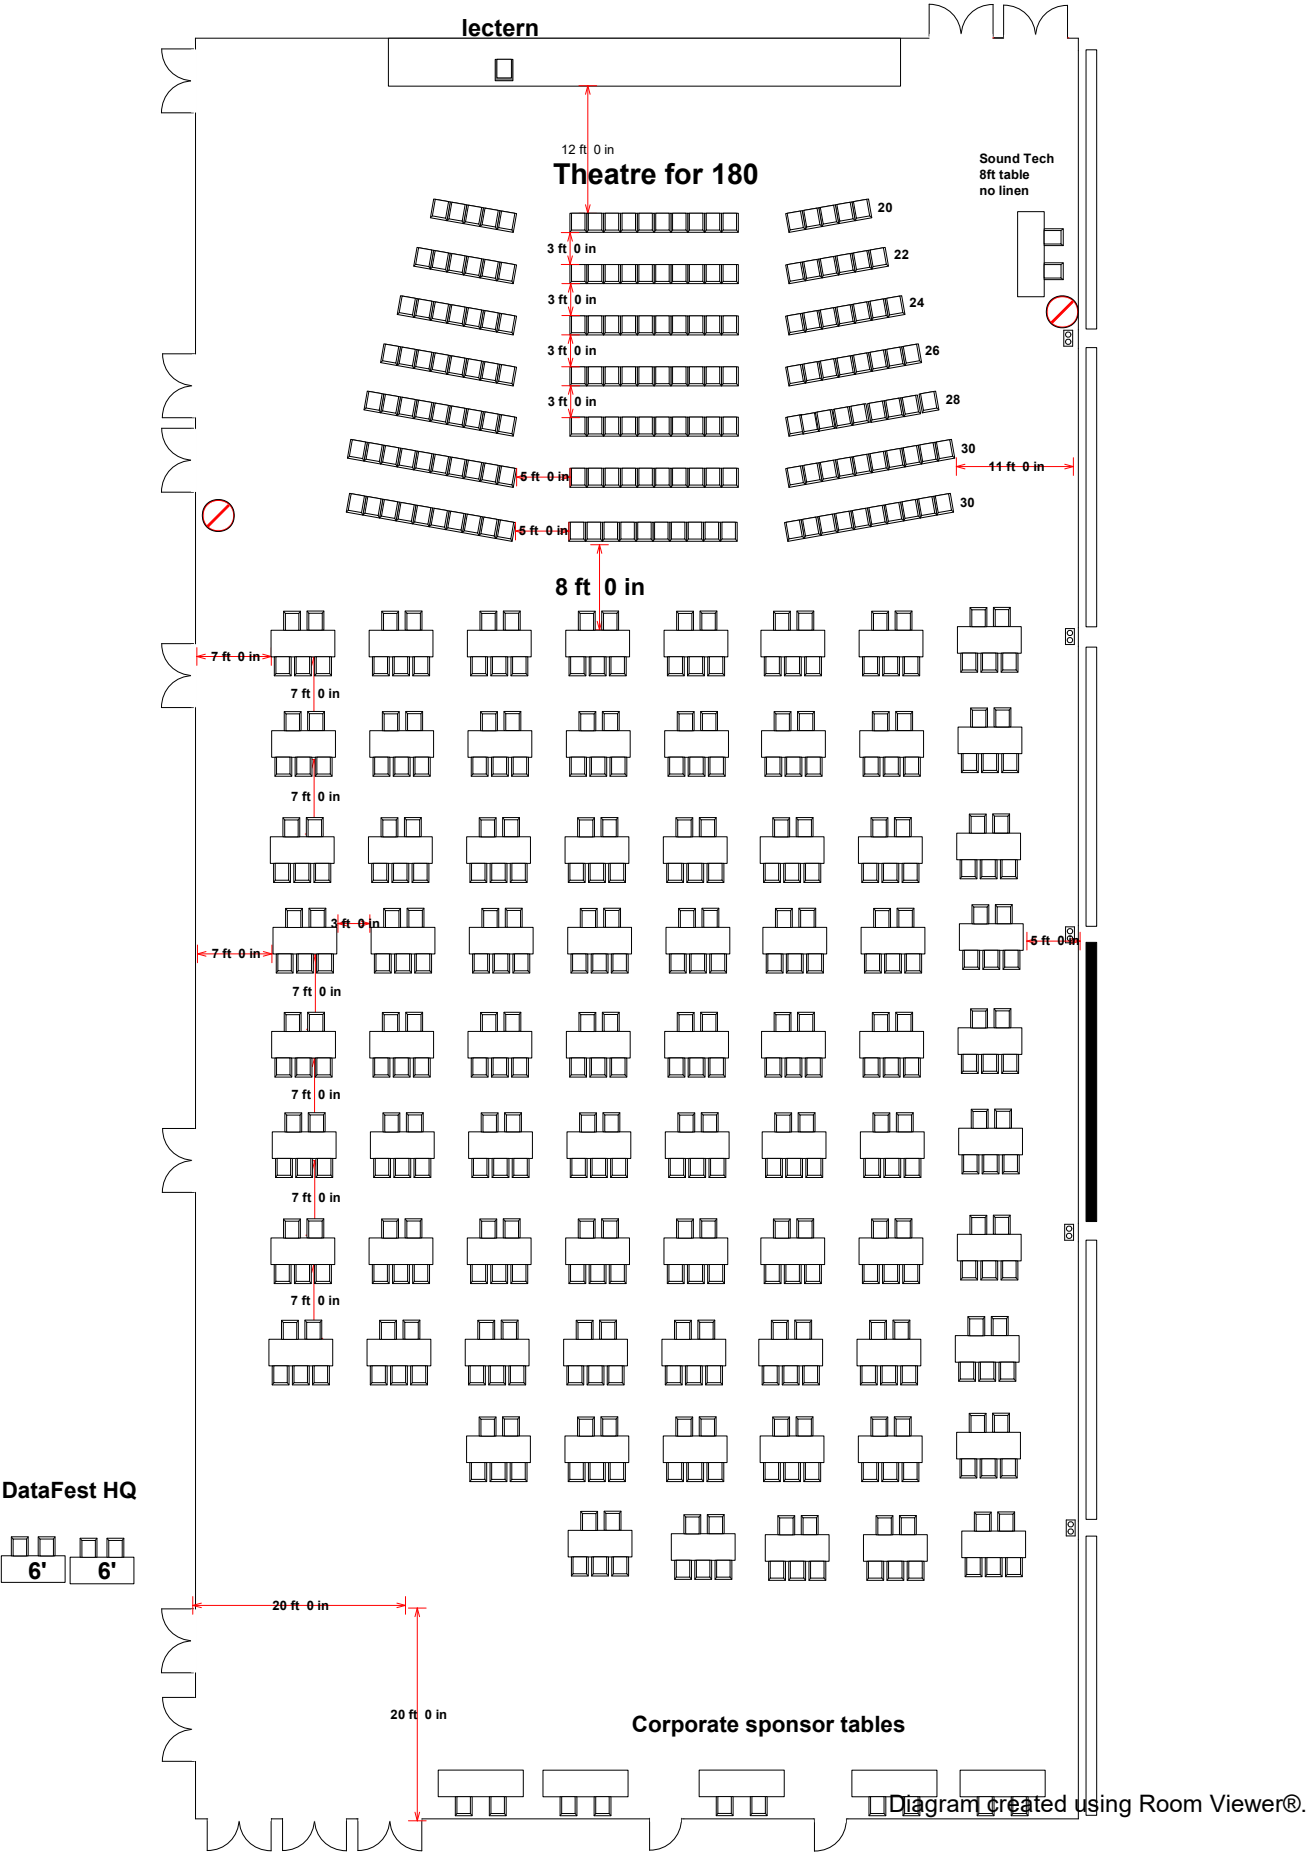 lectern
12 ft 0 in
Theatre for 180
Sound Tech
8ft table
no linen
20
3 ft 0 in
22
3 ft 0 in
24
3 ft 0 in
26
3 ft 0 in
28
30
5 ft 0 in
11 ft 0 in
30
5 ft 0 in
8 ft 0 in
7 ft 0 in
7 ft 0 in
7 ft 0 in
3 ft 0 in
7 ft 0 in
5 ft 0 in
7 ft 0 in
7 ft 0 in
7 ft 0 in
7 ft 0 in
DataFest HQ
6' 6'
20 ft 0 in
20 ft 0 in
Corporate sponsor tables
Diagram created using Room Viewer®.